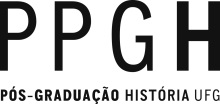 PPGH
PÓS-GRADUAÇÃO HISTÓRIA UFG